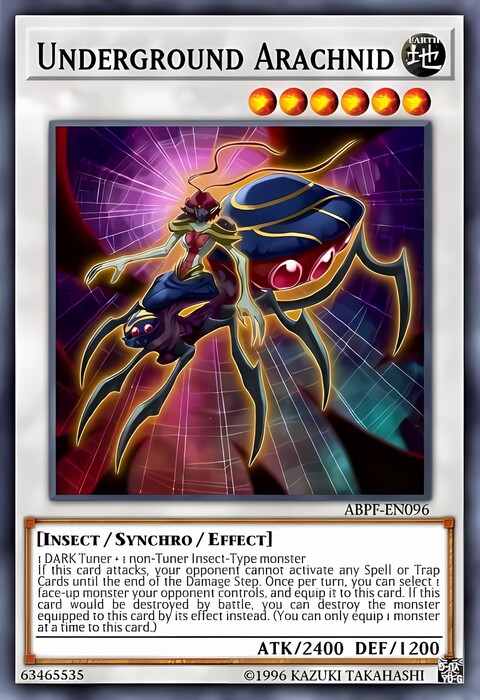 UNDERGROUND ARACHNID
EARTH
地
ABPF-EN096
[INSECT / SYNCHRO / EFFECT]
1 DARK Tuner + 1 non-Tuner Insect-Type monster
If this card attacks, your opponent cannot activate any Spell or Trap
Cards until the end of the Damage Step. Once per turn, you can select 1
face-up monster your opponent controls, and equip it to this card. If this
card would be destroyed by battle, you can destroy the monster
equipped to this card by its effect instead. (You can only equip 1 monster
at a time to this card.)
ATK/2400 DEF/1200
63465535
©1996 KAZUKI TAKAHASHI